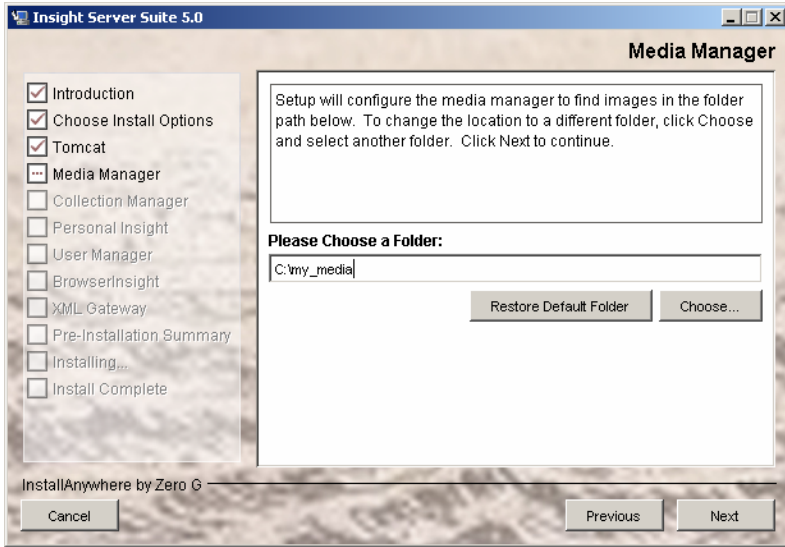 Insight Server Suite 5.0
Media Manager
Introduction
Choose Install Options
Tomcat
Media Manager
Collection Manager
Personal Insight
User Manager
BrowserInsight
XML Gateway
Pre-Installation Summary
Installing...
Install Complete
Setup will configure the media manager to find images in the folder
path below.  To change the location to a different folder, click Choose
and select another folder.  Click Next to continue.
Please Choose a Folder:
C:\my_media
Restore Default Folder
Choose...
InstallAnywhere by Zero G
Cancel
Previous
Next